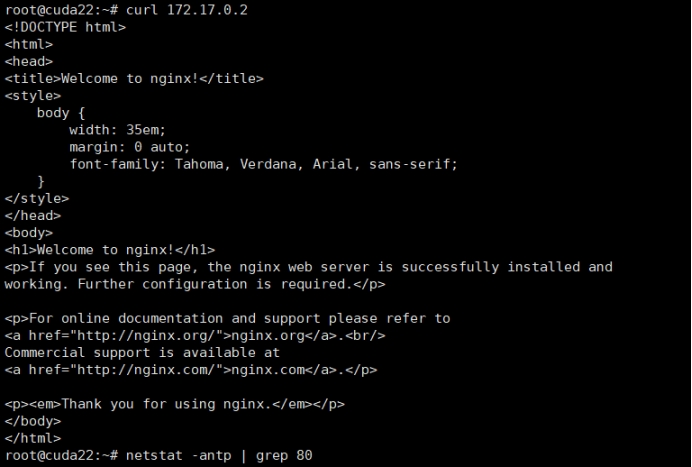 root@cuda22:~# curl 172.17.0.2
<!DOCTYPE html>
<html>
<head>
<title>Welcome to nginx!</title>
<style>
    body {
        width: 35em;
        margin: 0 auto;
        font-family: Tahoma, Verdana, Arial, sans-serif;
    }
</style>
</head>
<body>
<h1>Welcome to nginx!</h1>
<p>If you see this page, the nginx web server is successfully installed and
working. Further configuration is required.</p>

<p>For online documentation and support please refer to
<a href="http://nginx.org/">nginx.org</a>.<br/>
Commercial support is available at
<a href="http://nginx.com/">nginx.com</a>.</p>

<p><em>Thank you for using nginx.</em></p>
</body>
</html>
root@cuda22:~# netstat -antp | grep 80